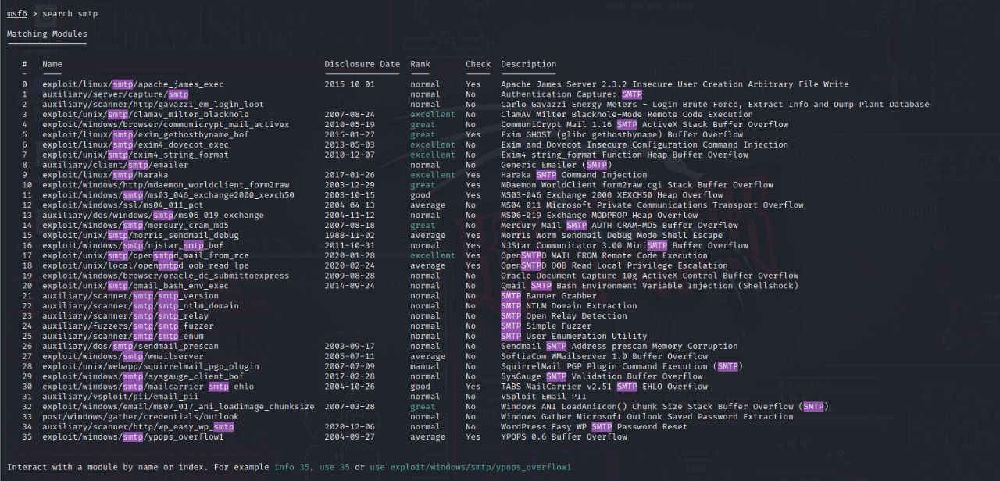 msf6 > search smtp
Matching Modules
================
# Name Disclosure Date Rank Check Description
- ---- --------------- ---- ----- -----------
0 exploit/linux/smtp/apache_james_exec 2015-10-01 normal Yes Apache James Server 2.3.2 Insecure User Creation Arbitrary File Write
1 auxiliary/server/capture/smtp normal No Authentication Capture: SMTP
2 auxiliary/scanner/http/gavazzi_em_login_loot normal No Carlo Gavazzi Energy Meters - Login Brute Force, Extract Info and Dump Plant Database
3 exploit/unix/smtp/clamav_milter_blackhole 2007-08-24 excellent No ClamAV Milter Blackhole-Mode Remote Code Execution
4 exploit/windows/browser/communicrypt_mail_activex 2010-05-19 great No CommuniCrypt Mail 1.16 SMTP ActiveX Stack Buffer Overflow
5 exploit/linux/smtp/exim_gethostbyname_bof 2015-01-27 great Yes Exim GHOST (glibc gethostbyname) Buffer Overflow
6 exploit/linux/smtp/exim4_dovecot_exec 2013-05-03 excellent No Exim and Dovecot Insecure Configuration Command Injection
7 exploit/unix/smtp/exim4_string_format 2010-12-07 excellent No Exim4 string_format Function Heap Buffer Overflow
8 auxiliary/client/smtp/emailer normal No Generic Emailer (SMTP)
9 exploit/linux/smtp/haraka 2017-01-26 excellent Yes Haraka SMTP Command Injection
10 exploit/windows/http/mdaemon_worldclient_form2raw 2003-12-29 great Yes MDaemon WorldClient form2raw.cgi Stack Buffer Overflow
11 exploit/windows/smtp/ms03_046_exchange2000_xexch50 2003-10-15 good Yes MS03-046 Exchange 2000 XEXCH50 Heap Overflow
12 exploit/windows/ssl/ms04_011_pct 2004-04-13 average No MS04-011 Microsoft Private Communications Transport Overflow
13 auxiliary/dos/windows/smtp/ms06_019_exchange 2004-11-12 normal No MS06-019 Exchange MODPROP Heap Overflow
14 exploit/windows/smtp/mercury_cram_md5 2007-08-18 great No Mercury Mail SMTP AUTH CRAM-MD5 Buffer Overflow
15 exploit/unix/smtp/morris_sendmail_debug 1988-11-02 average Yes Morris Worm sendmail Debug Mode Shell Escape
16 exploit/windows/smtp/njstar_smtp_bof 2011-10-31 normal Yes NJStar Communicator 3.00 MiniSMTP Buffer Overflow
17 exploit/unix/smtp/opensmtpd_mail_from_rce 2020-01-28 excellent Yes OpenSMTPD MAIL FROM Remote Code Execution
18 exploit/unix/local/opensmtpd_oob_read_lpe 2020-02-24 average Yes OpenSMTPD OOB Read Local Privilege Escalation
19 exploit/windows/browser/oracle_dc_submittoexpress 2009-08-28 normal No Oracle Document Capture 10g ActiveX Control Buffer Overflow
20 exploit/unix/smtp/qmail_bash_env_exec 2014-09-24 normal No Qmail SMTP Bash Environment Variable Injection (Shellshock)
21 auxiliary/scanner/smtp/smtp_version normal No SMTP Banner Grabber
22 auxiliary/scanner/smtp/smtp_ntlm_domain normal No SMTP NTLM Domain Extraction
23 auxiliary/scanner/smtp/smtp_relay normal No SMTP Open Relay Detection
24 auxiliary/fuzzers/smtp/smtp_fuzzer normal No SMTP Simple Fuzzer
25 auxiliary/scanner/smtp/smtp_enum normal No SMTP User Enumeration Utility
26 auxiliary/dos/smtp/sendmail_prescan 2003-09-17 normal No Sendmail SMTP Address prescan Memory Corruption
27 exploit/windows/smtp/wmailserver 2005-07-11 average No SoftiaCom WMailserver 1.0 Buffer Overflow
28 exploit/unix/webapp/squirrelmail_pgp_plugin 2007-07-09 manual No SquirrelMail PGP Plugin Command Execution (SMTP)
29 exploit/windows/smtp/sysgauge_client_bof 2017-02-28 normal No SysGauge SMTP Validation Buffer Overflow
30 exploit/windows/smtp/mailcarrier_smtp_ehlo 2004-10-26 good Yes TABS MailCarrier v2.51 SMTP EHLO Overflow
31 auxiliary/vsploit/pii/email_pii normal No VSploit Email PII
32 exploit/windows/email/ms07_017_ani_loadimage_chunksize 2007-03-28 great No Windows ANI LoadAniIcon() Chunk Size Stack Buffer Overflow (SMTP)
33 post/windows/gather/credentials/outlook normal No Windows Gather Microsoft Outlook Saved Password Extraction
34 auxiliary/scanner/http/wp_easy_wp_smtp 2020-12-06 normal No WordPress Easy WP SMTP Password Reset
35 exploit/windows/smtp/ypops_overflow1 2004-09-27 average Yes YPOPS 0.6 Buffer Overflow
Interact with a module by name or index. For example info 35, use 35 or use exploit/windows/smtp/ypops_overflow1